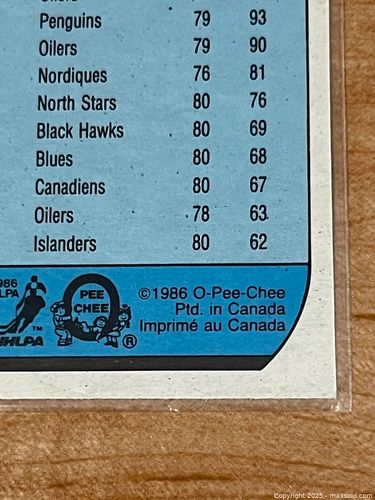 Penguins 79 93
Oilers 79 90
Nordiques 76 81
North Stars 80 76
Black Hawks 80 69
Blues 80 68
Canadiens 80 67
Oilers 78 63
Islanders 80 62
PEE
CHEE
©1986 O-Pee-Chee
Ptd. in Canada
Imprimé au Canada
TM
®
Copyright 2025 - maxsold.com